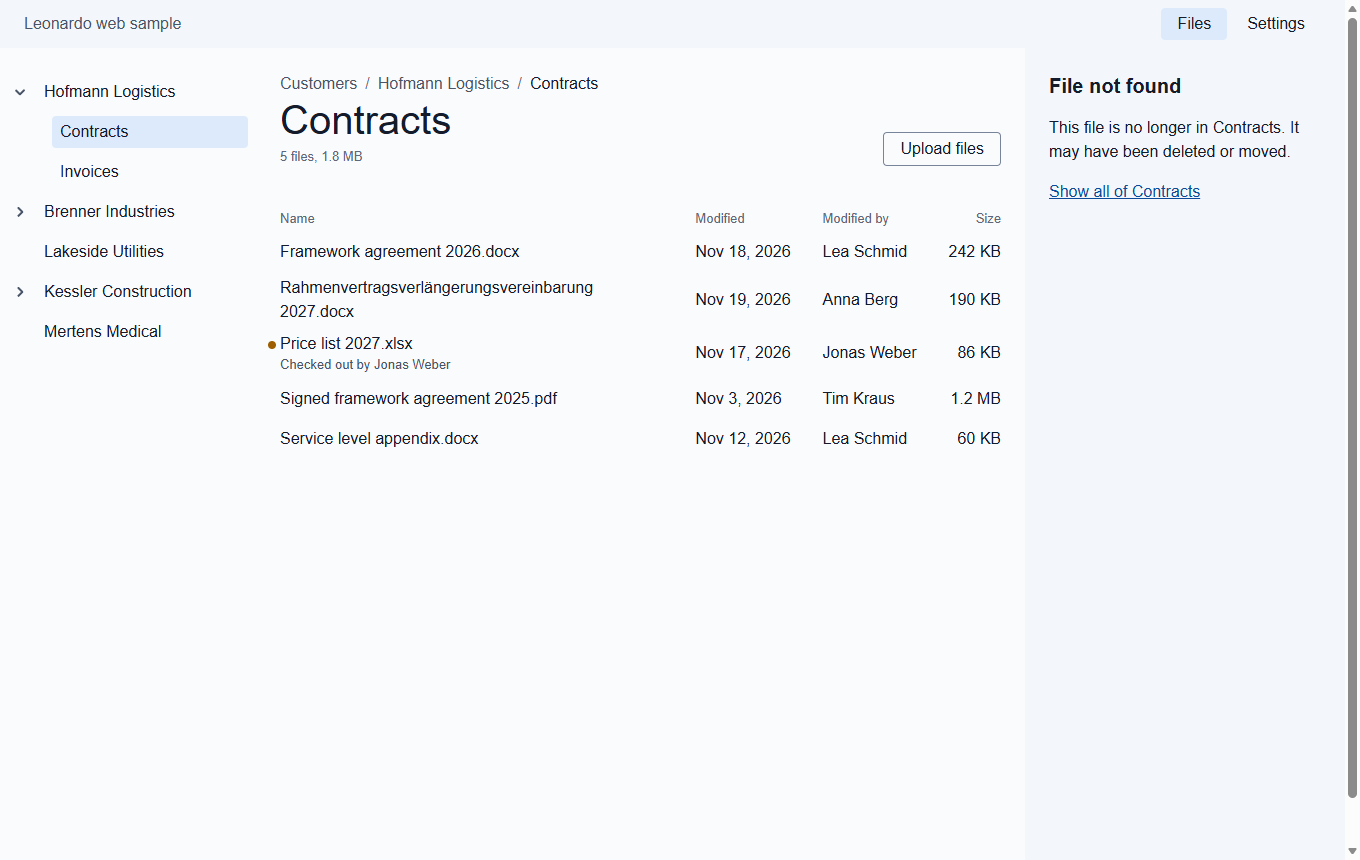 Leonardo web sample
Files
Settings
Hofmann Logistics
Contracts
Invoices
Brenner Industries
Lakeside Utilities
Kessler Construction
Mertens Medical
Customers / Hofmann Logistics / Contracts
Contracts
5 files, 1.8 MB
Upload files
Name Modified Modified by Size
Framework agreement 2026.docx Nov 18, 2026 Lea Schmid 242 KB
Rahmenvertragsverlängerungsvereinbarung
2027.docx Nov 19, 2026 Anna Berg 190 KB
Price list 2027.xlsx
Checked out by Jonas Weber Nov 17, 2026 Jonas Weber 86 KB
Signed framework agreement 2025.pdf Nov 3, 2026 Tim Kraus 1.2 MB
Service level appendix.docx Nov 12, 2026 Lea Schmid 60 KB
File not found
This file is no longer in Contracts. It
may have been deleted or moved.
Show all of Contracts